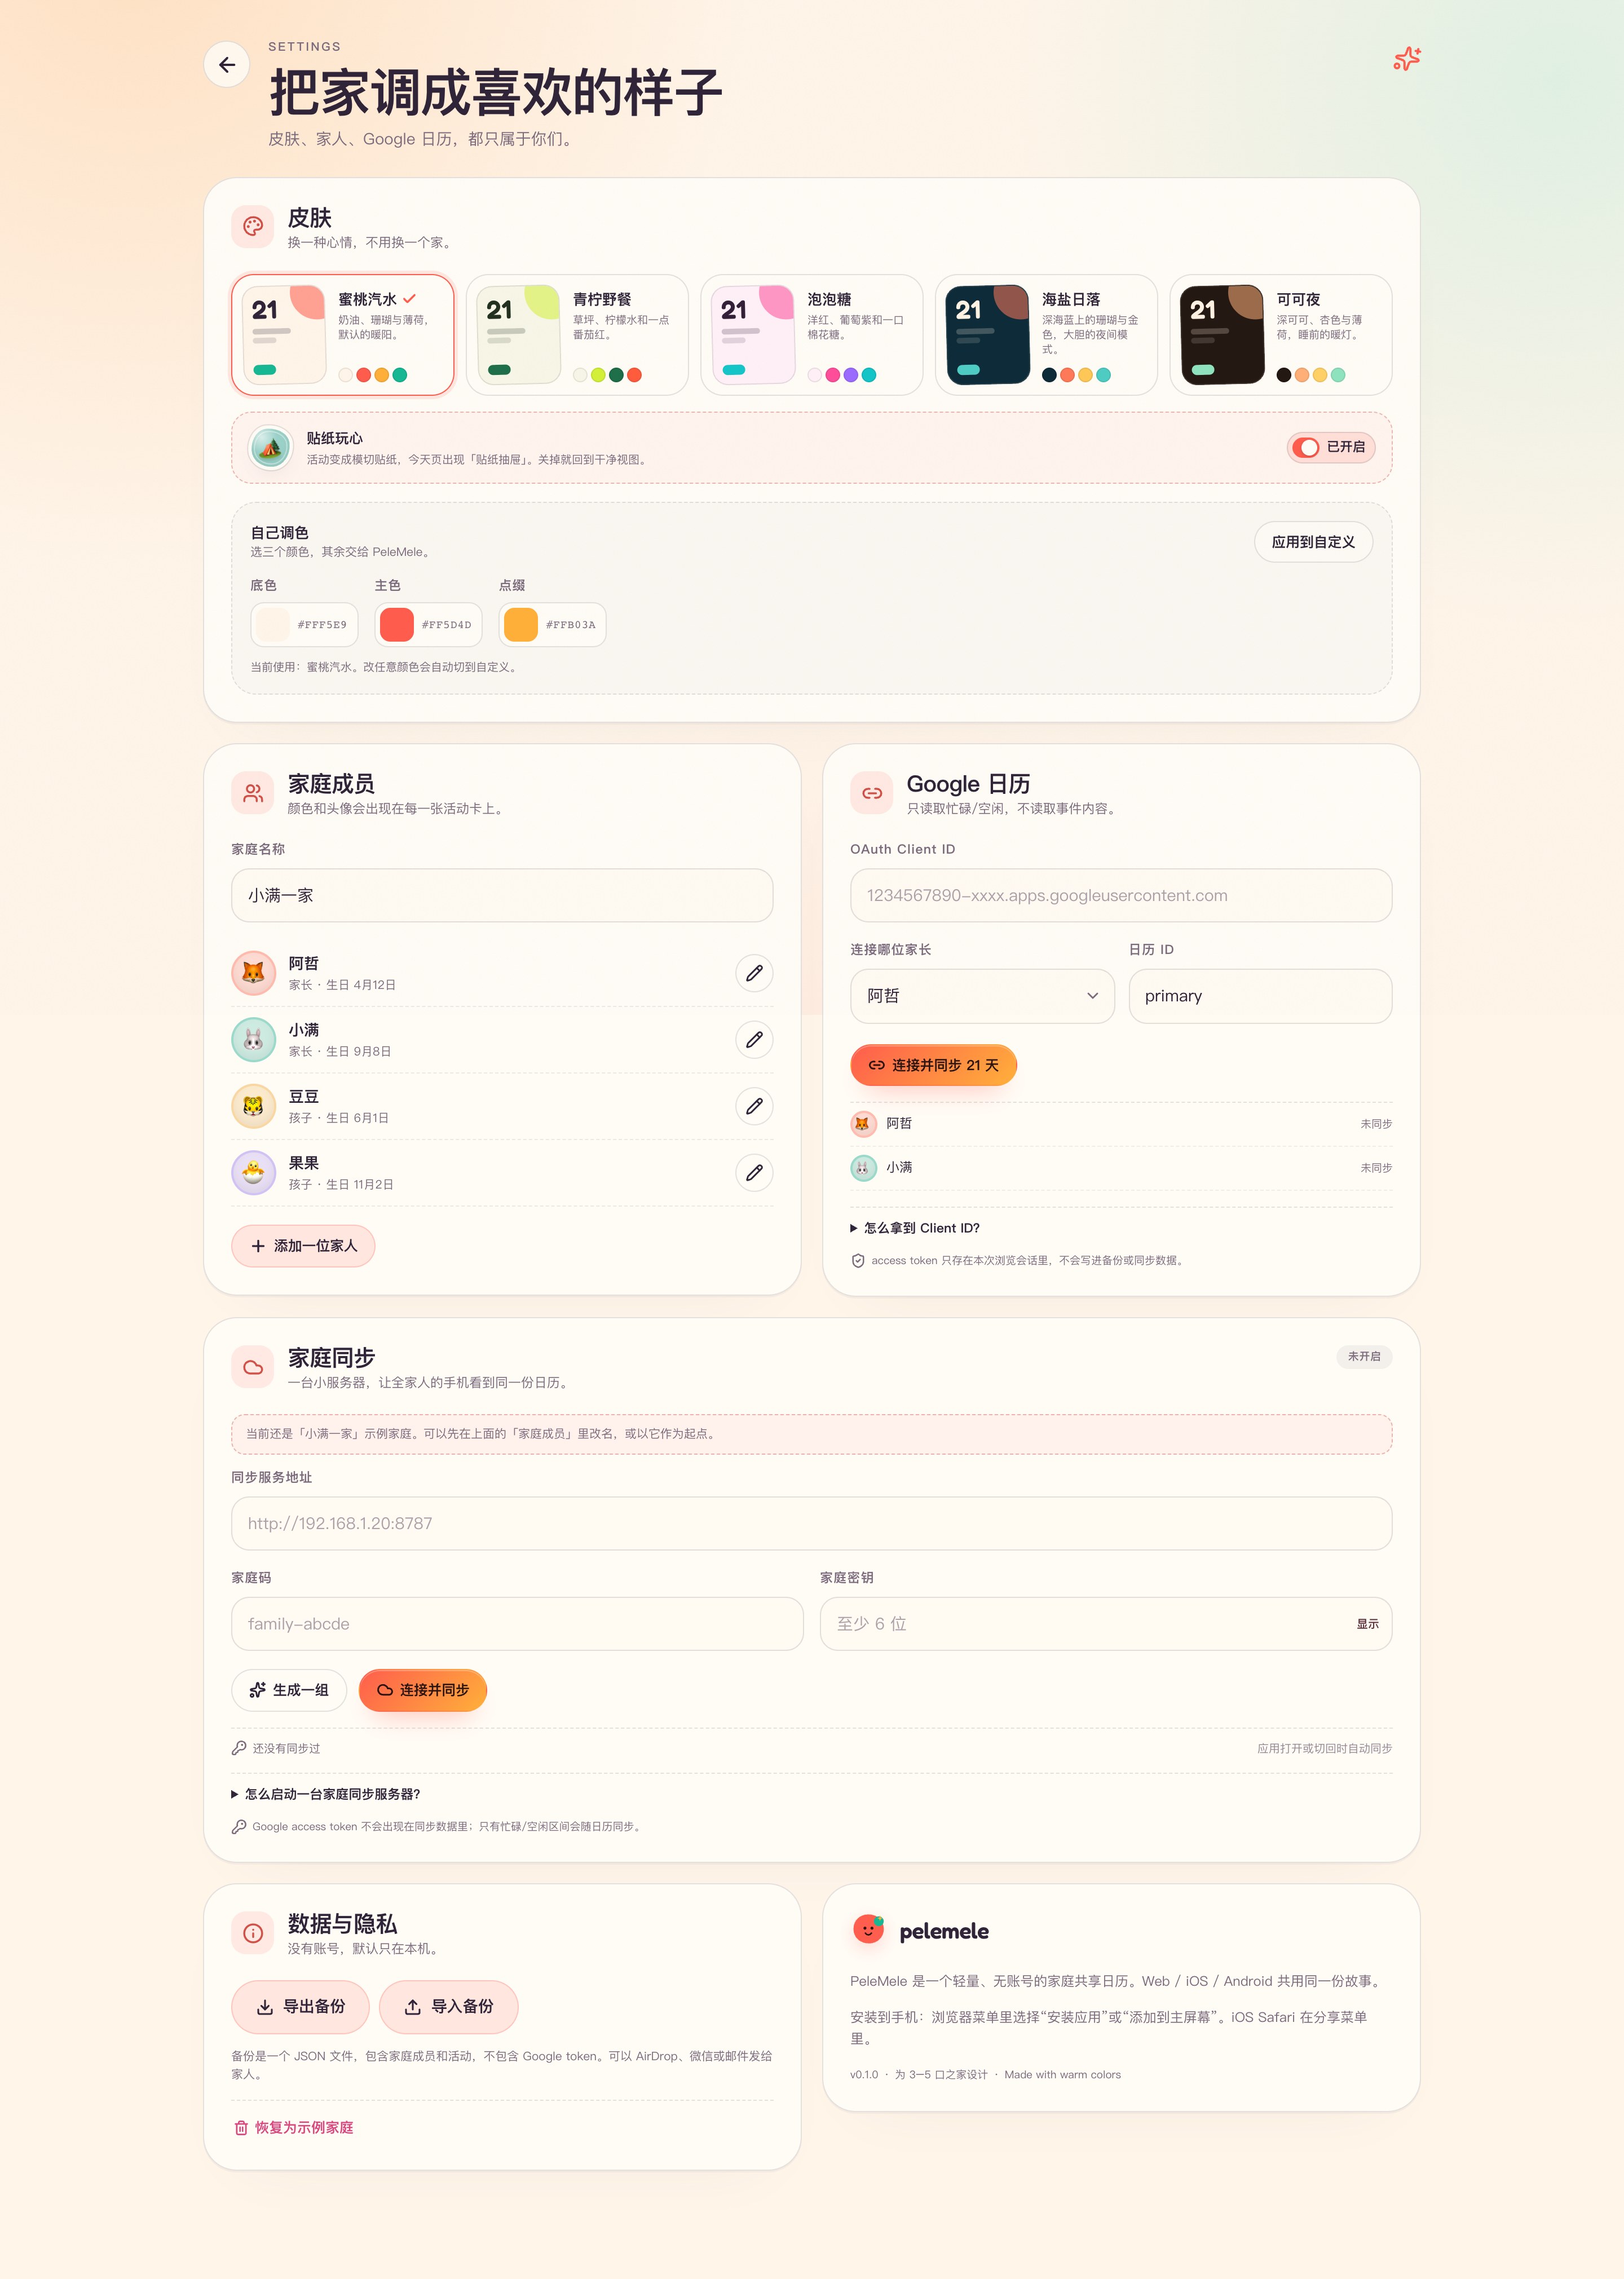 SETTINGS
把家调成喜欢的样子
皮肤、家人、Google 日历，都只属于你们。
皮肤
换一种心情，不用换一个家。
21
蜜桃汽水
奶油、珊瑚与薄荷，
默认的暖阳。
21
青柠野餐
草坪、柠檬水和一点
番茄红。
21
泡泡糖
洋红、葡萄紫和一口
棉花糖。
21
海盐日落
深海蓝上的珊瑚与金
色，大胆的夜间模
式。
21
可可夜
深可可、杏色与薄
荷，睡前的暖灯。
贴纸玩心
活动变成模切贴纸，今天页出现「贴纸抽屉」。关掉就回到干净视图。
已开启
自己调色
选三个颜色，其余交给 PeleMele。
应用到自定义
底色
主色
点缀
#FFF5E9
#FF5D4D
#FFB03A
当前使用：蜜桃汽水。改任意颜色会自动切到自定义。
家庭成员
颜色和头像会出现在每一张活动卡上。
家庭名称
小满一家
阿哲
家长 · 生日 4月12日
小满
家长 · 生日 9月8日
豆豆
孩子 · 生日 6月1日
果果
孩子 · 生日 11月2日
添加一位家人
Google 日历
只读取忙碌/空闲，不读取事件内容。
OAuth Client ID
1234567890-xxxx.apps.googleusercontent.com
连接哪位家长
日历 ID
阿哲
primary
连接并同步 21 天
阿哲
未同步
小满
未同步
怎么拿到 Client ID?
access token 只存在本次浏览会话里，不会写进备份或同步数据。
家庭同步
一台小服务器，让全家人的手机看到同一份日历。
未开启
当前还是「小满一家」示例家庭。可以先在上面的「家庭成员」里改名，或以它作为起点。
同步服务地址
http://192.168.1.20:8787
家庭码
家庭密钥
family-abcde
至少 6 位
显示
生成一组
连接并同步
还没有同步过
应用打开或切回时自动同步
怎么启动一台家庭同步服务器?
Google access token 不会出现在同步数据里；只有忙碌/空闲区间会随日历同步。
数据与隐私
没有账号，默认只在本机。
导出备份
导入备份
备份是一个 JSON 文件，包含家庭成员和活动，不包含 Google token。可以 AirDrop、微信或邮件发给
家人。
恢复为示例家庭
pelemele
PeleMele 是一个轻量、无账号的家庭共享日历。Web / iOS / Android 共用同一份故事。
安装到手机：浏览器菜单里选择“安装应用”或“添加到主屏幕”。iOS Safari 在分享菜单
里。
v0.1.0 · 为 3–5 口之家设计 · Made with warm colors